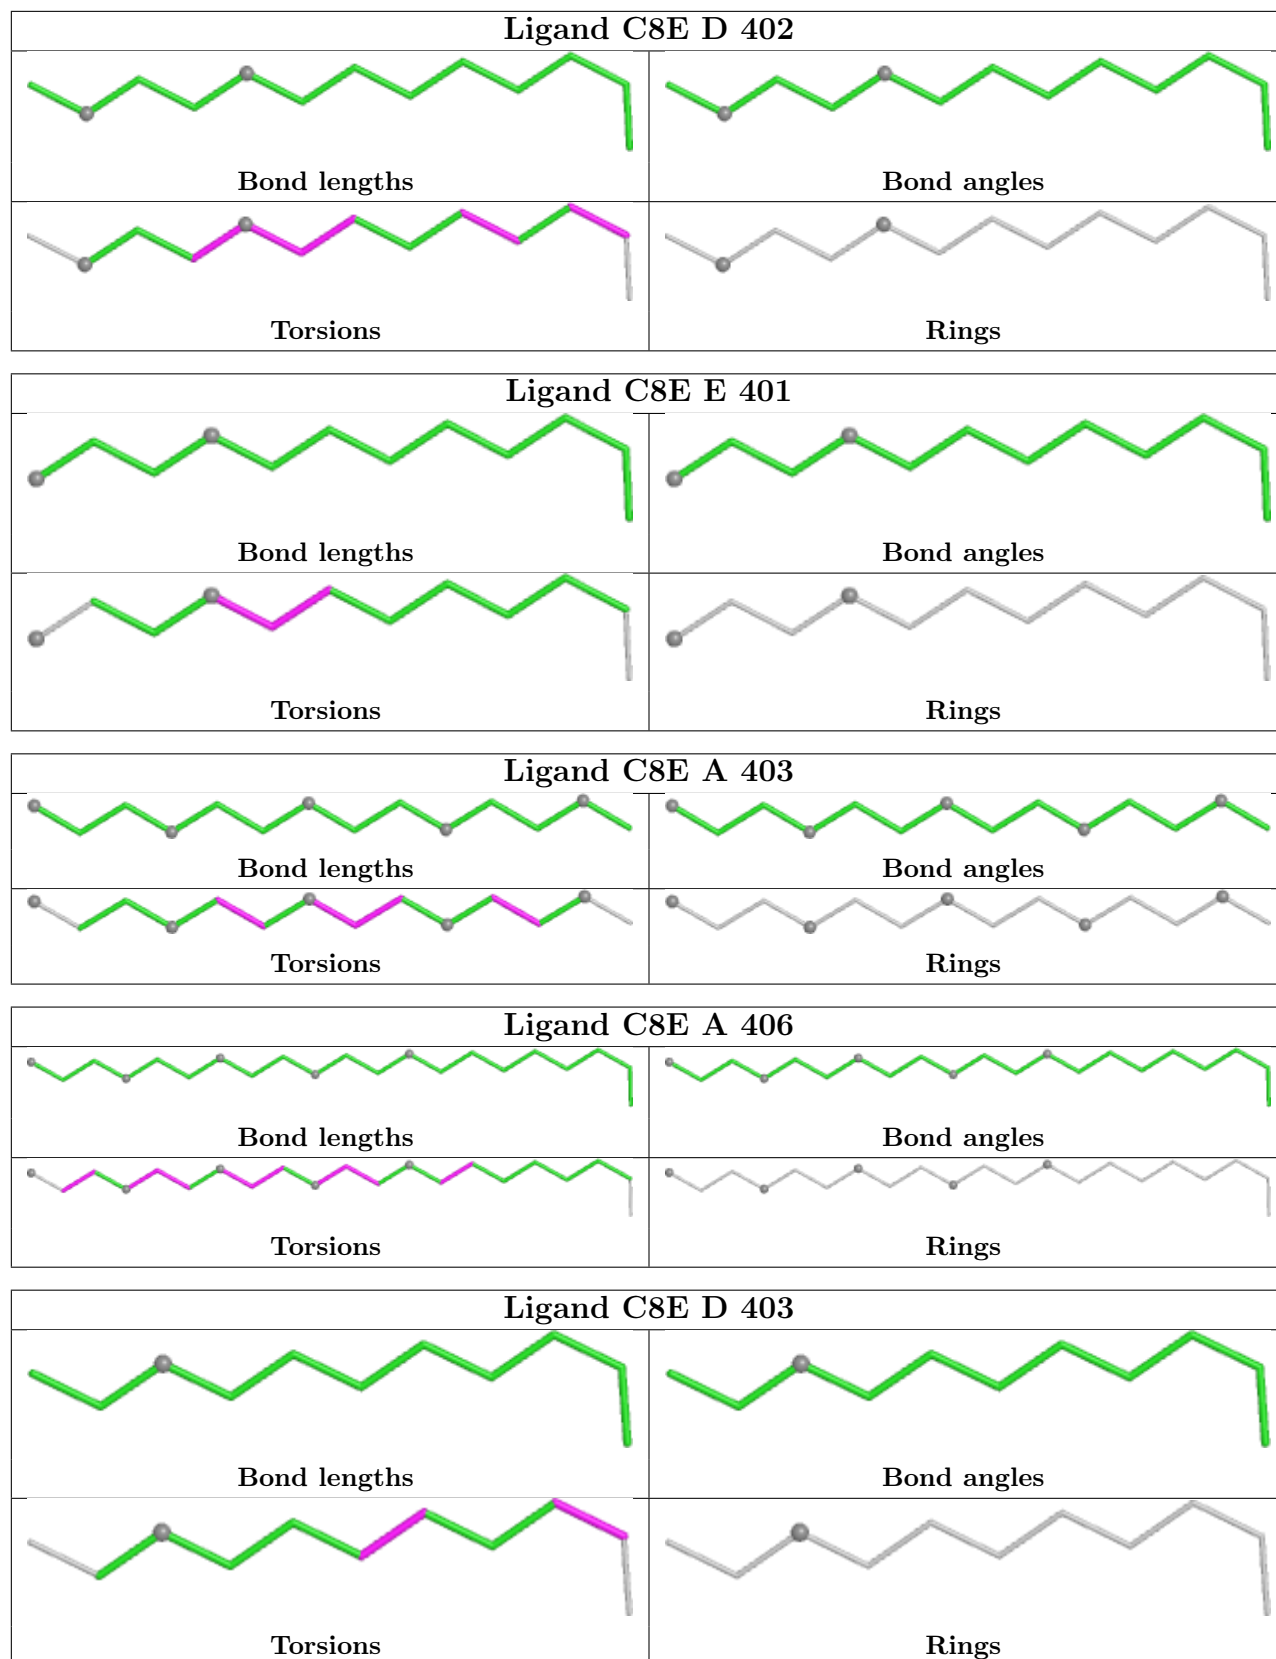 Ligand C8E D 402
Bond lengths Bond angles
Torsions Rings
Ligand C8E E 401
Bond lengths Bond angles
Torsions Rings
Ligand C8E A 403
Bond lengths Bond angles
Torsions Rings
Ligand C8E A 406
Bond lengths Bond angles
Torsions Rings
Ligand C8E D 403
Bond lengths Bond angles
Torsions Rings